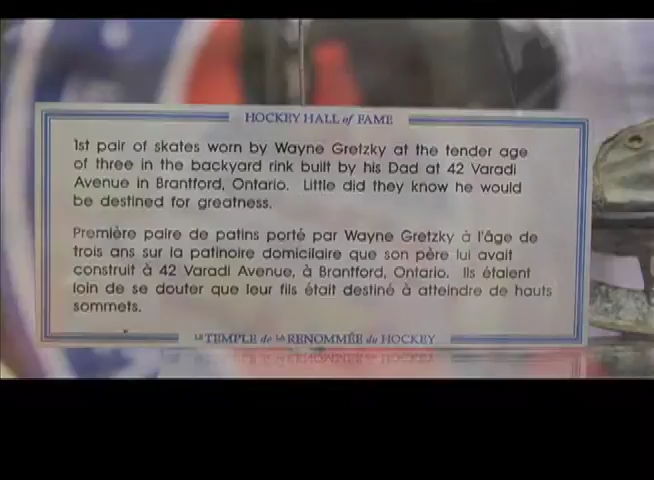 HOCKEY HALL of FAME
1st pair of skates worn by Wayne Gretzky at the tender age
of three in the backyard rink built by his Dad at 42 Varadi
Avenue in Brantford, Ontario. Little did they know he would
be destined for greatness.
Première paire de patins porté par Wayne Gretzky à l'âge de
trois ans sur la patinoire domicilaire que son père lui avait
construit à 42 Varadi Avenue, à Brantford, Ontario. Ils étaient
loin de se douter que leur fils était destiné à atteindre de hauts
sommets.
LE TEMPLE de LA RENOMMÉE du HOCKEY